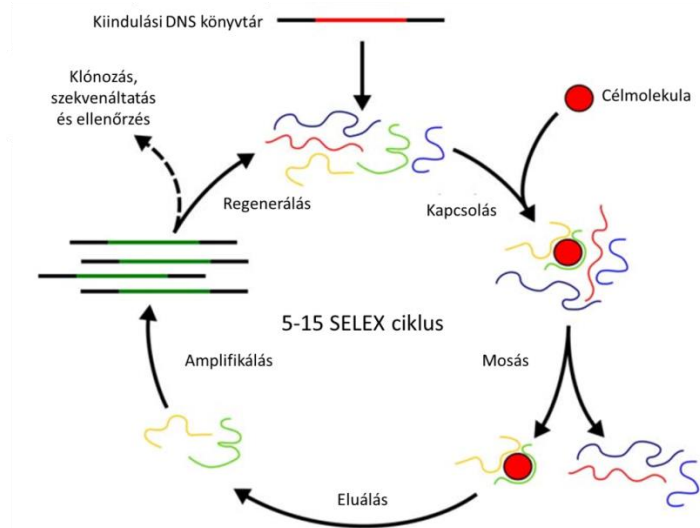 Kiindulási DNS könyvtár
Klónozás,
szekvenáltatás
és ellenőrzés
Célmolekula
Regenerálás
Kapcsolás
5-15 SELEX ciklus
Amplifikálás
Mosás
Eluálás